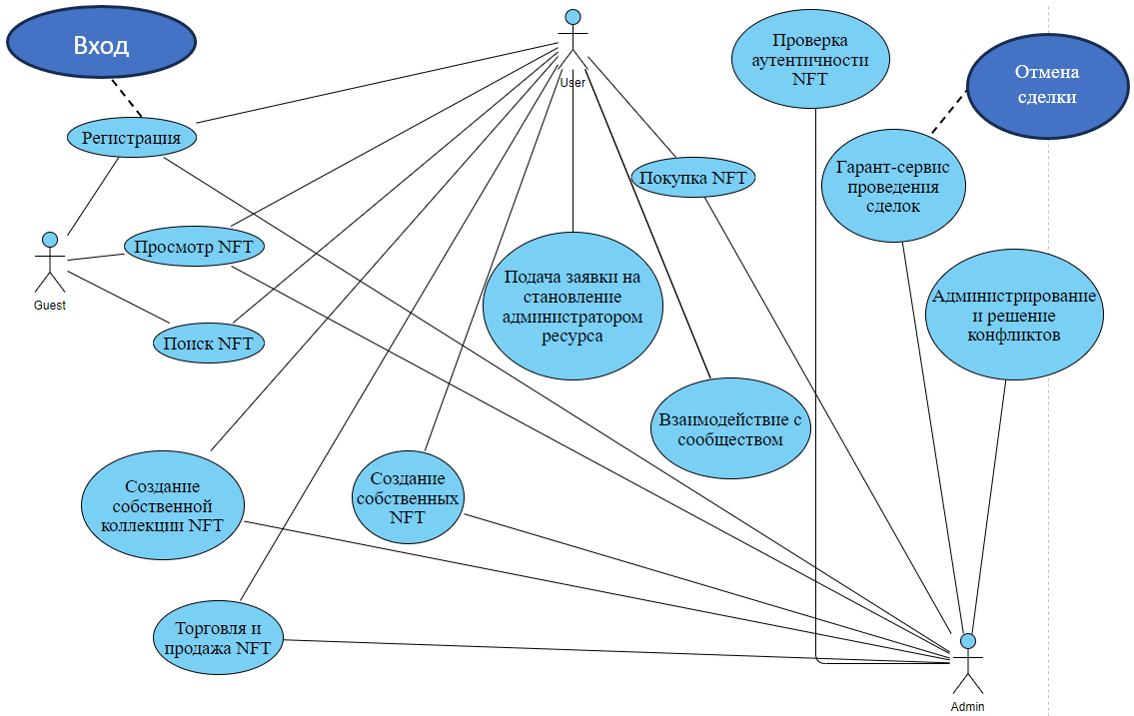 Вход
User
Проверка
аутентичности
NFT
Отмена
сделки
Регистрация
Покупка NFT
Гарант-сервис
проведения
сделок
Просмотр NFT
Guest
Подача заявки на
становление
администратором
ресурса
Администрирование
и решение
конфликтов
Поиск NFT
Взаимодействие с
сообществом
Создание
собственной
коллекции NFT
Создание
собственных
NFT
Торговля и
продажа NFT
Admin